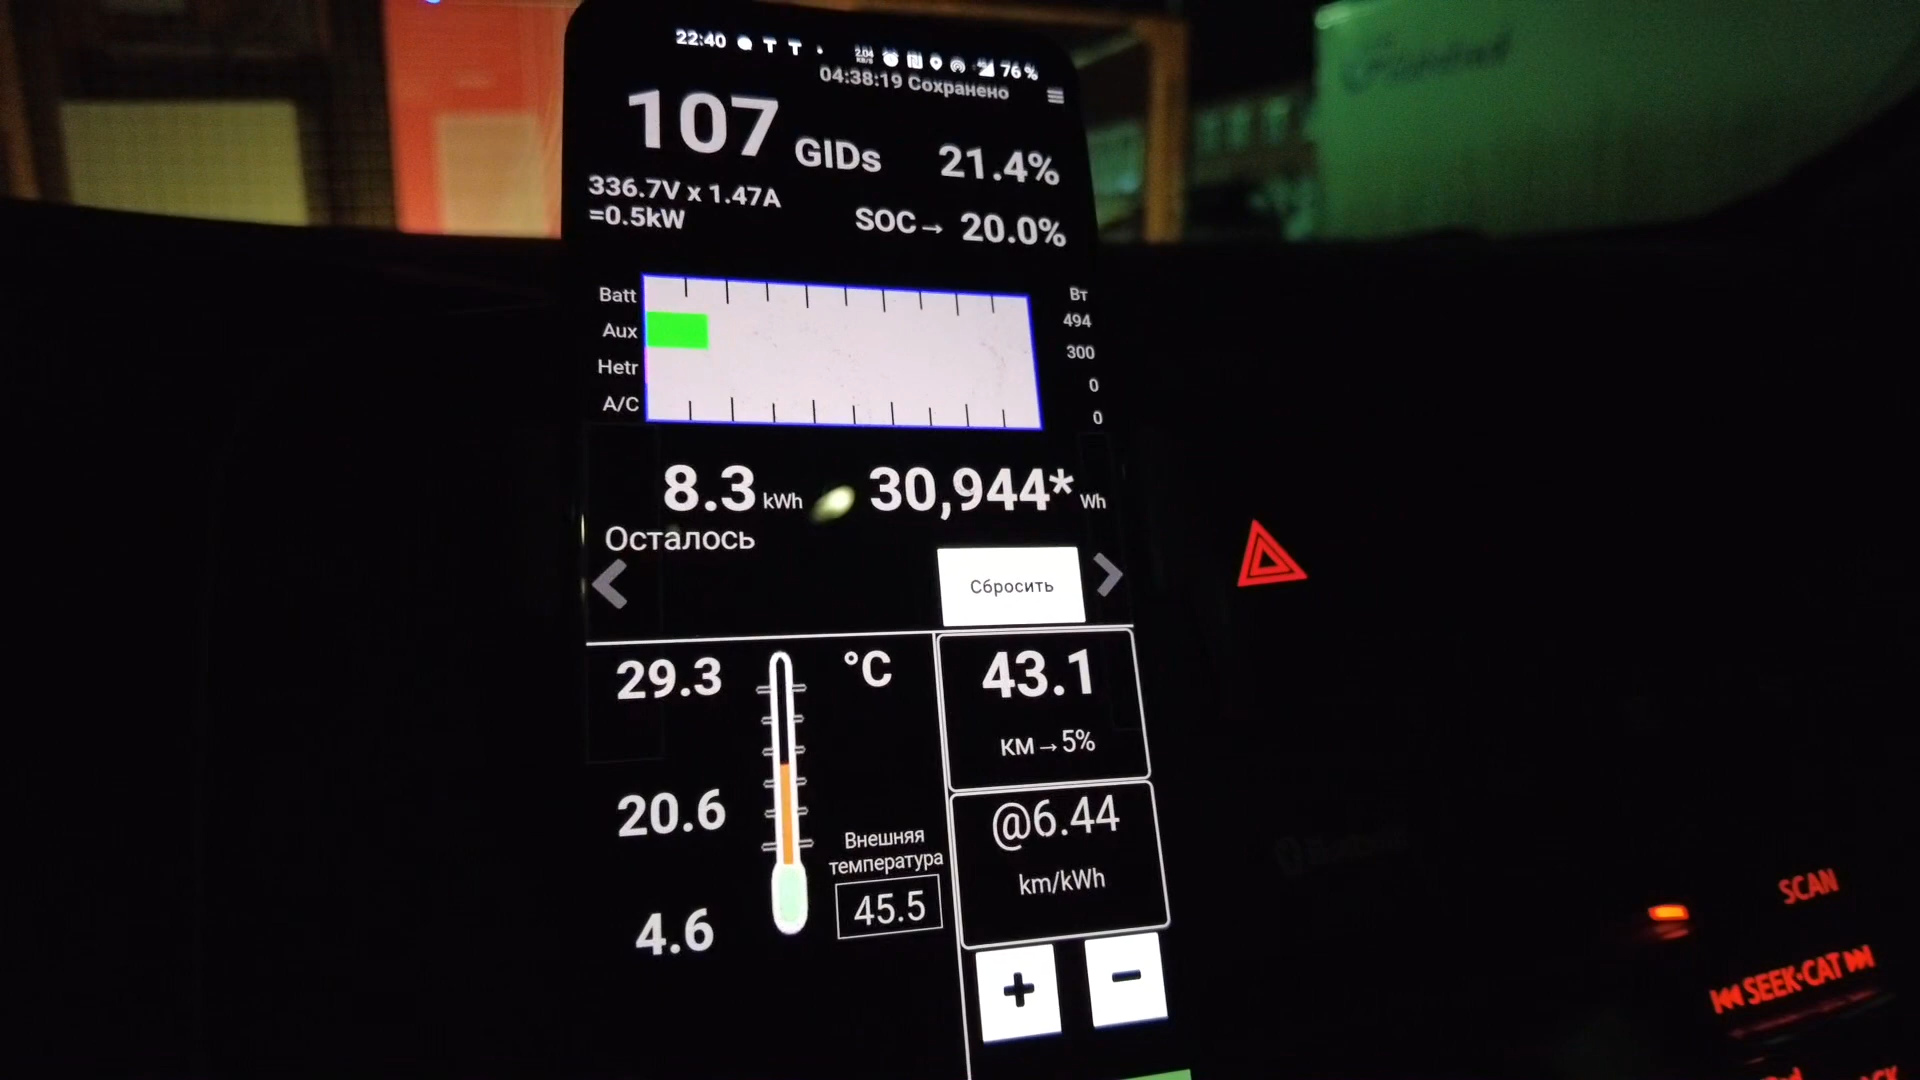 22:40 76%
04:38:19 Сохранено
107 GIDs 21.4%
336.7V x 1.47A
=0.5kW
SOC→ 20.0%
Batt Вт
494
Aux 300
Hetr 0
A/C 0
8.3 kWh 30,944* Wh
Осталось
Сбросить
29.3 °C
20.6
4.6
Внешняя
температура
45.5
43.1
км→5%
@6.44
km/kWh
+ −
SCAN
SEEK·CAT